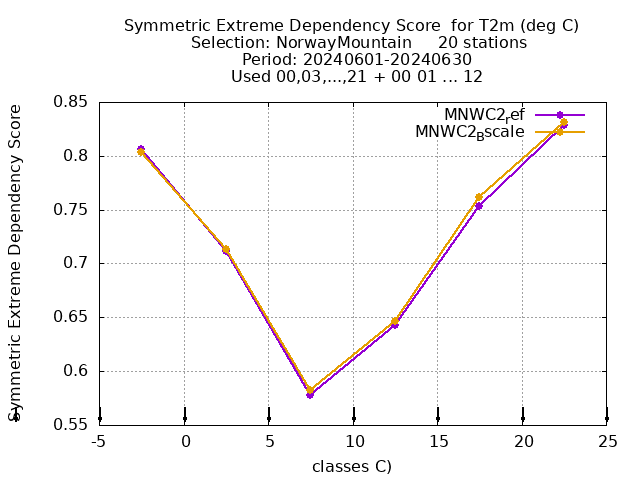 Symmetric Extreme Dependency Score  for T2m (deg C)
Selection: NorwayMountain     20 stations
Period: 20240601-20240630
Used 00,03,...,21 + 00 01 ... 12
MNWC2_ref
MNWC2_Bscale
Symmetric Extreme Dependency Score
0.85
0.8
0.75
0.7
0.65
0.6
0.55
-5 0 5 10 15 20 25
classes C)